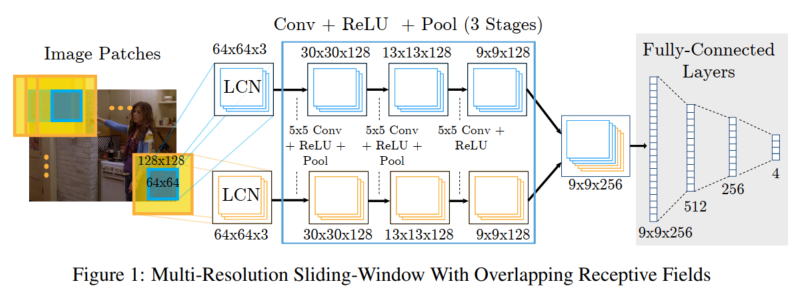 Conv + ReLU + Pool (3 Stages)
Image Patches
64x64x3
30x30x128
13x13x128
9x9x128
Fully-Connected
Layers
LCN
128x128
64x64
5x5 Conv
+ ReLU +
Pool
5x5 Conv
+ ReLU +
Pool
5x5 Conv +
ReLU
LCN
64x64x3
30x30x128
13x13x128
9x9x128
9x9x256
9x9x256
512
256
4
Figure 1: Multi-Resolution Sliding-Window With Overlapping Receptive Fields